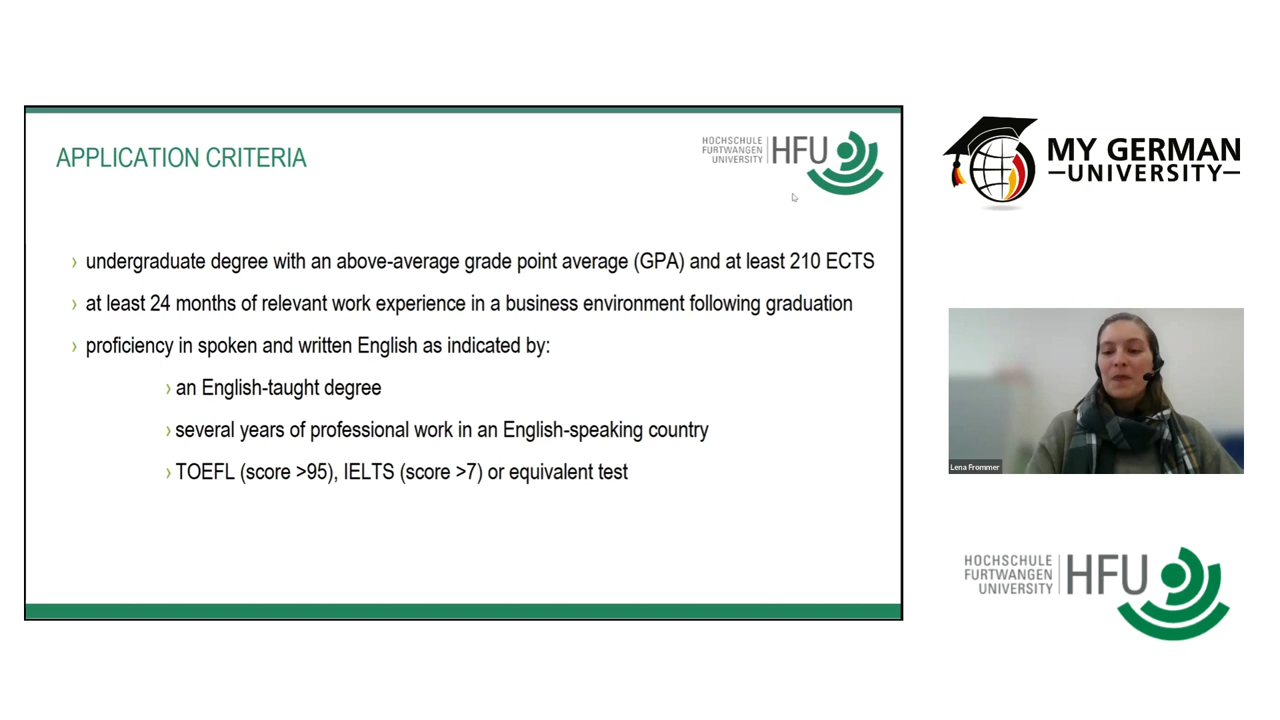 APPLICATION CRITERIA
HOCHSCHULE
FURTWANGEN
UNIVERSITY
HFU
› undergraduate degree with an above-average grade point average (GPA) and at least 210 ECTS
› at least 24 months of relevant work experience in a business environment following graduation
› proficiency in spoken and written English as indicated by:
› an English-taught degree
› several years of professional work in an English-speaking country
› TOEFL (score >95), IELTS (score >7) or equivalent test
MY GERMAN
UNIVERSITY
Lena Frommer
HOCHSCHULE
FURTWANGEN
UNIVERSITY
HFU